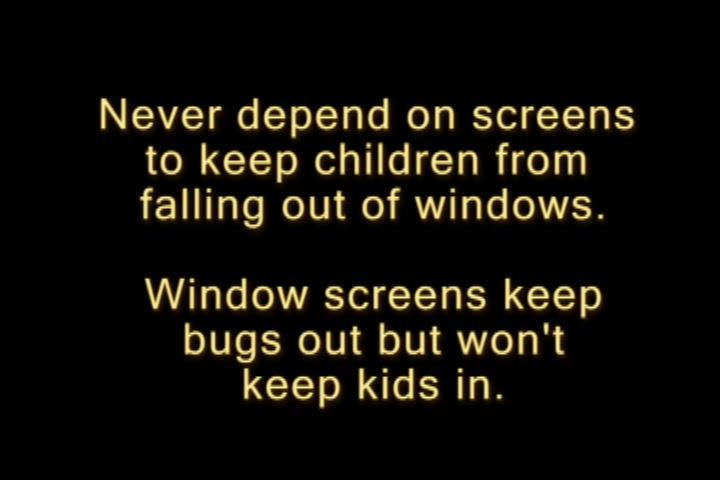 Never depend on screens
to keep children from
falling out of windows.
Window screens keep
bugs out but won't
keep kids in.